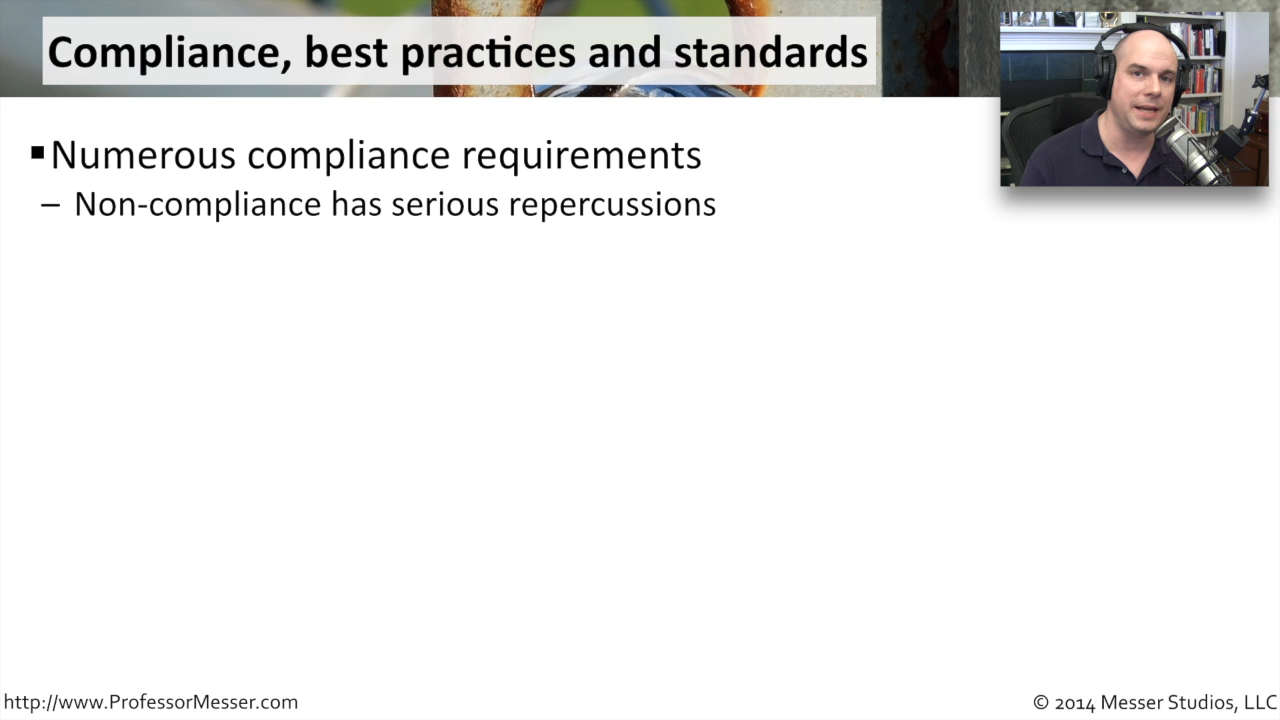 Compliance, best practices and standards
▪Numerous compliance requirements
– Non-compliance has serious repercussions
http://www.ProfessorMesser.com
© 2014 Messer Studios, LLC